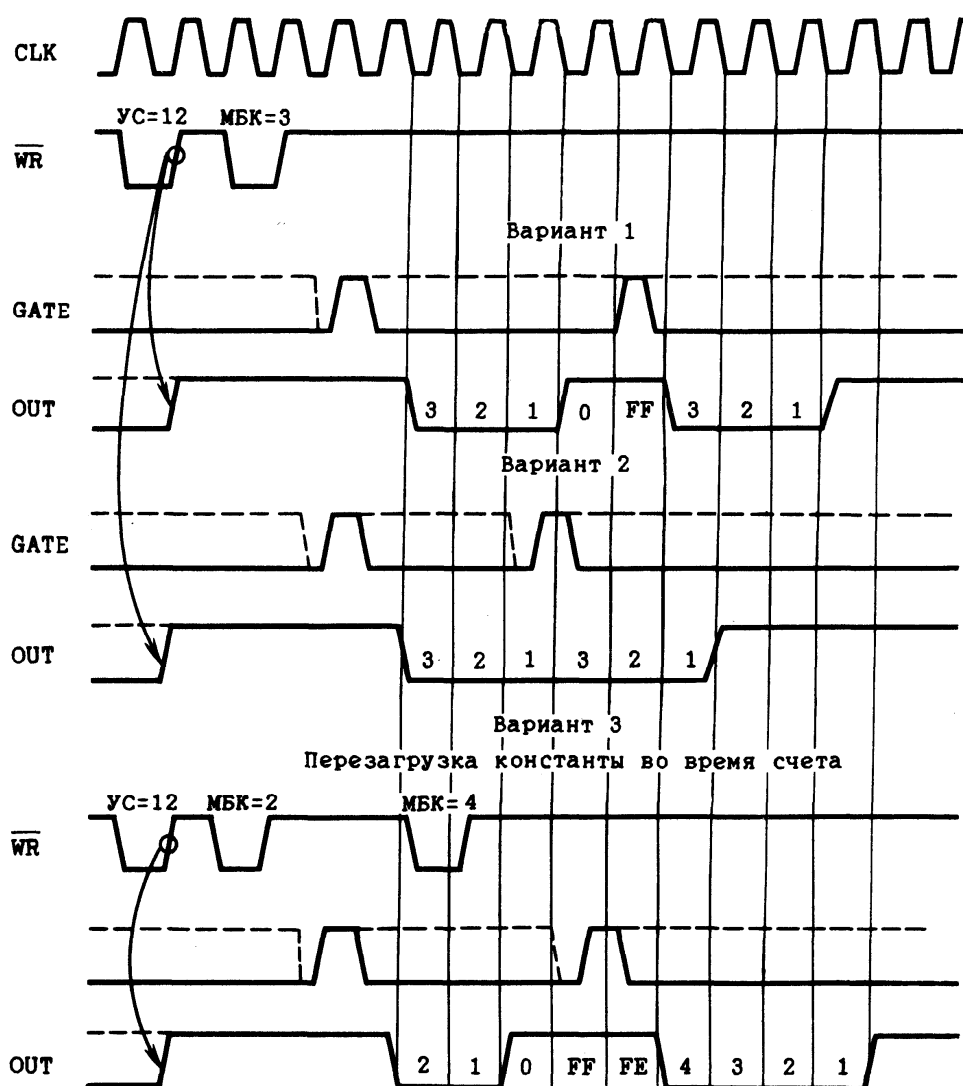 CLK
УС=12 МБК=3
WR
Вариант 1
GATE
OUT 3 2 1 0 FF 3 2 1
Вариант 2
GATE
OUT 3 2 1 3 2 1
Вариант 3
Перезагрузка константы во время счета
УС=12 МБК=2 МБК=4
WR
OUT 2 1 0 FF FE 4 3 2 1